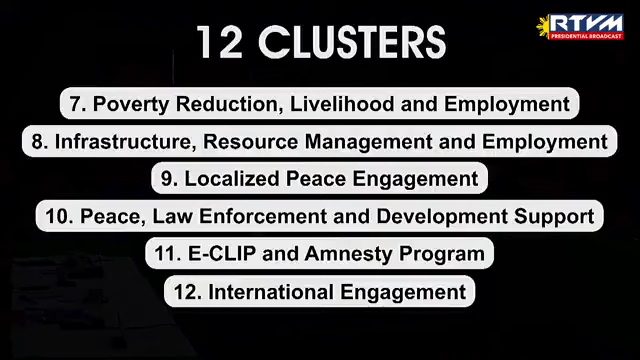 12 CLUSTERS
RTVM
PRESIDENTIAL BROADCAST
7. Poverty Reduction, Livelihood and Employment
8. Infrastructure, Resource Management and Employment
9. Localized Peace Engagement
10. Peace, Law Enforcement and Development Support
11. E-CLIP and Amnesty Program
12. International Engagement